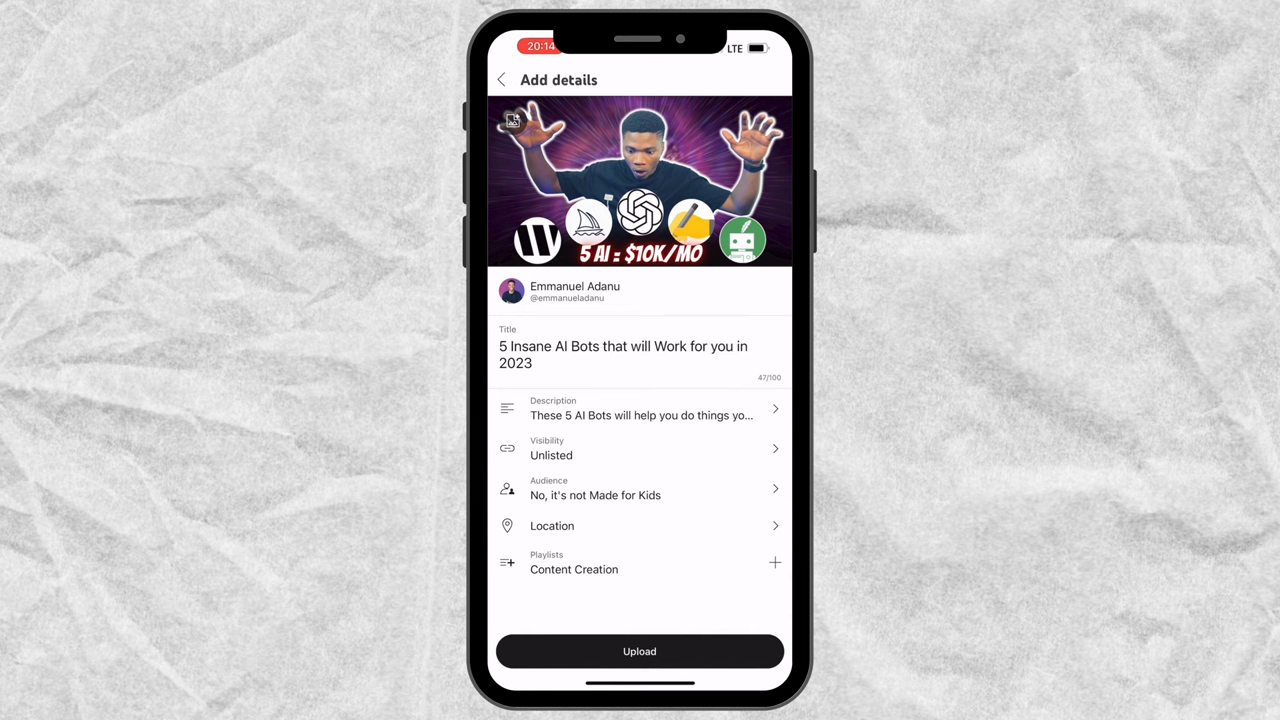 20:14
LTE
Add details
5 AI = $10K/MO
Emmanuel Adanu
@emmanueladanu
Title
5 Insane AI Bots that will Work for you in
2023
47/100
Description
These 5 AI Bots will help you do things yo...
Visibility
Unlisted
Audience
No, it's not Made for Kids
Location
Playlists
Content Creation
Upload